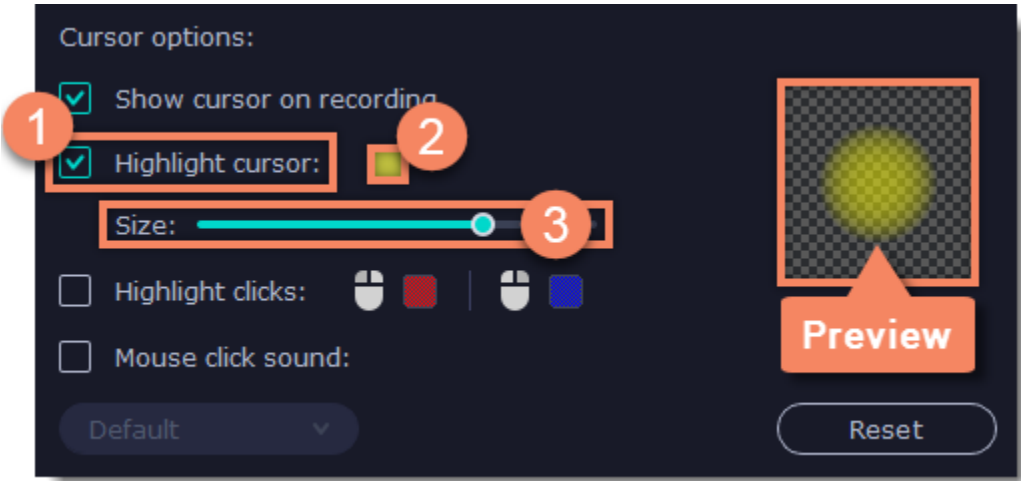 Cursor options:
Show cursor on recording
1
2
Highlight cursor:
Size:
3
Highlight clicks:
Preview
Mouse click sound:
Default
Reset